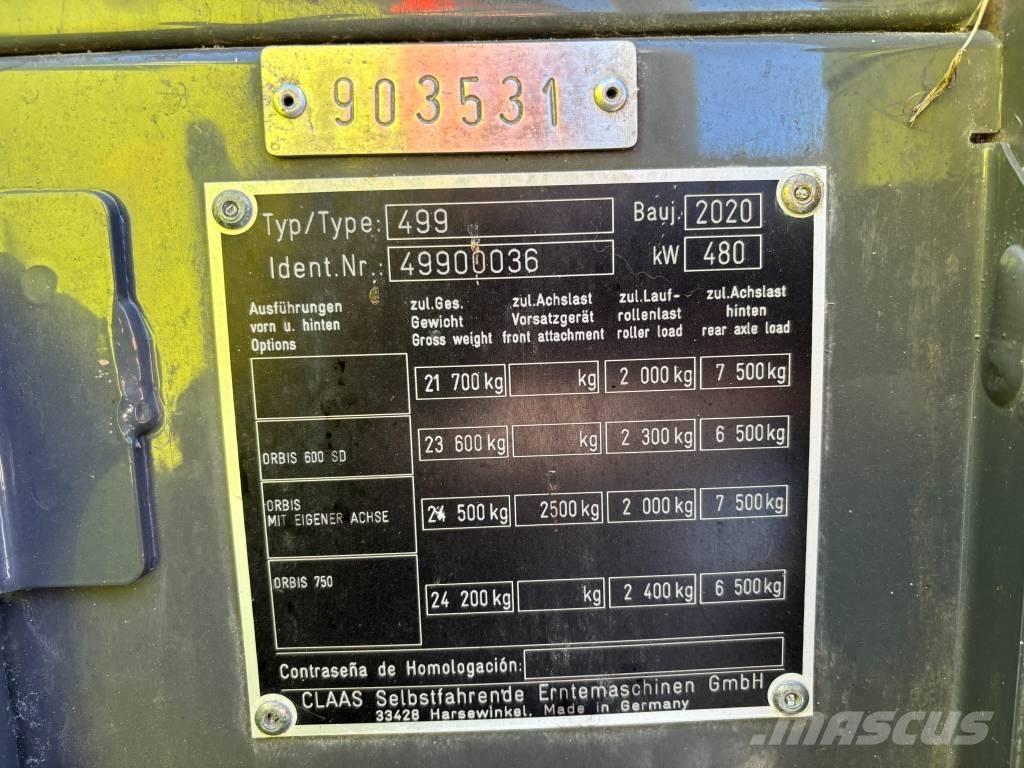 903531
Typ/Type: 499 Bauj. 2020
Ident.Nr.: 49900036 kW 480
Ausführungen
vorn u. hinten
Options
zul.Ges.
Gewicht
Gross weight
zul.Achslast
Vorsatzgerät
front attachment
zul.Lauf-
rollenlast
roller load
zul.Achslast
hinten
rear axle load
21 700 kg kg 2 000 kg 7 500 kg
ORBIS 600 SD 23 600 kg kg 2 300 kg 6 500 kg
ORBIS
MIT EIGENER ACHSE 24 500 kg 2500 kg 2 000 kg 7 500 kg
ORBIS 750 24 200 kg kg 2 400 kg 6 500 kg
Contraseña de Homologación:
CLAAS Selbstfahrende Erntemaschinen GmbH
33428 Harsewinkel, Made in Germany
MASCUS